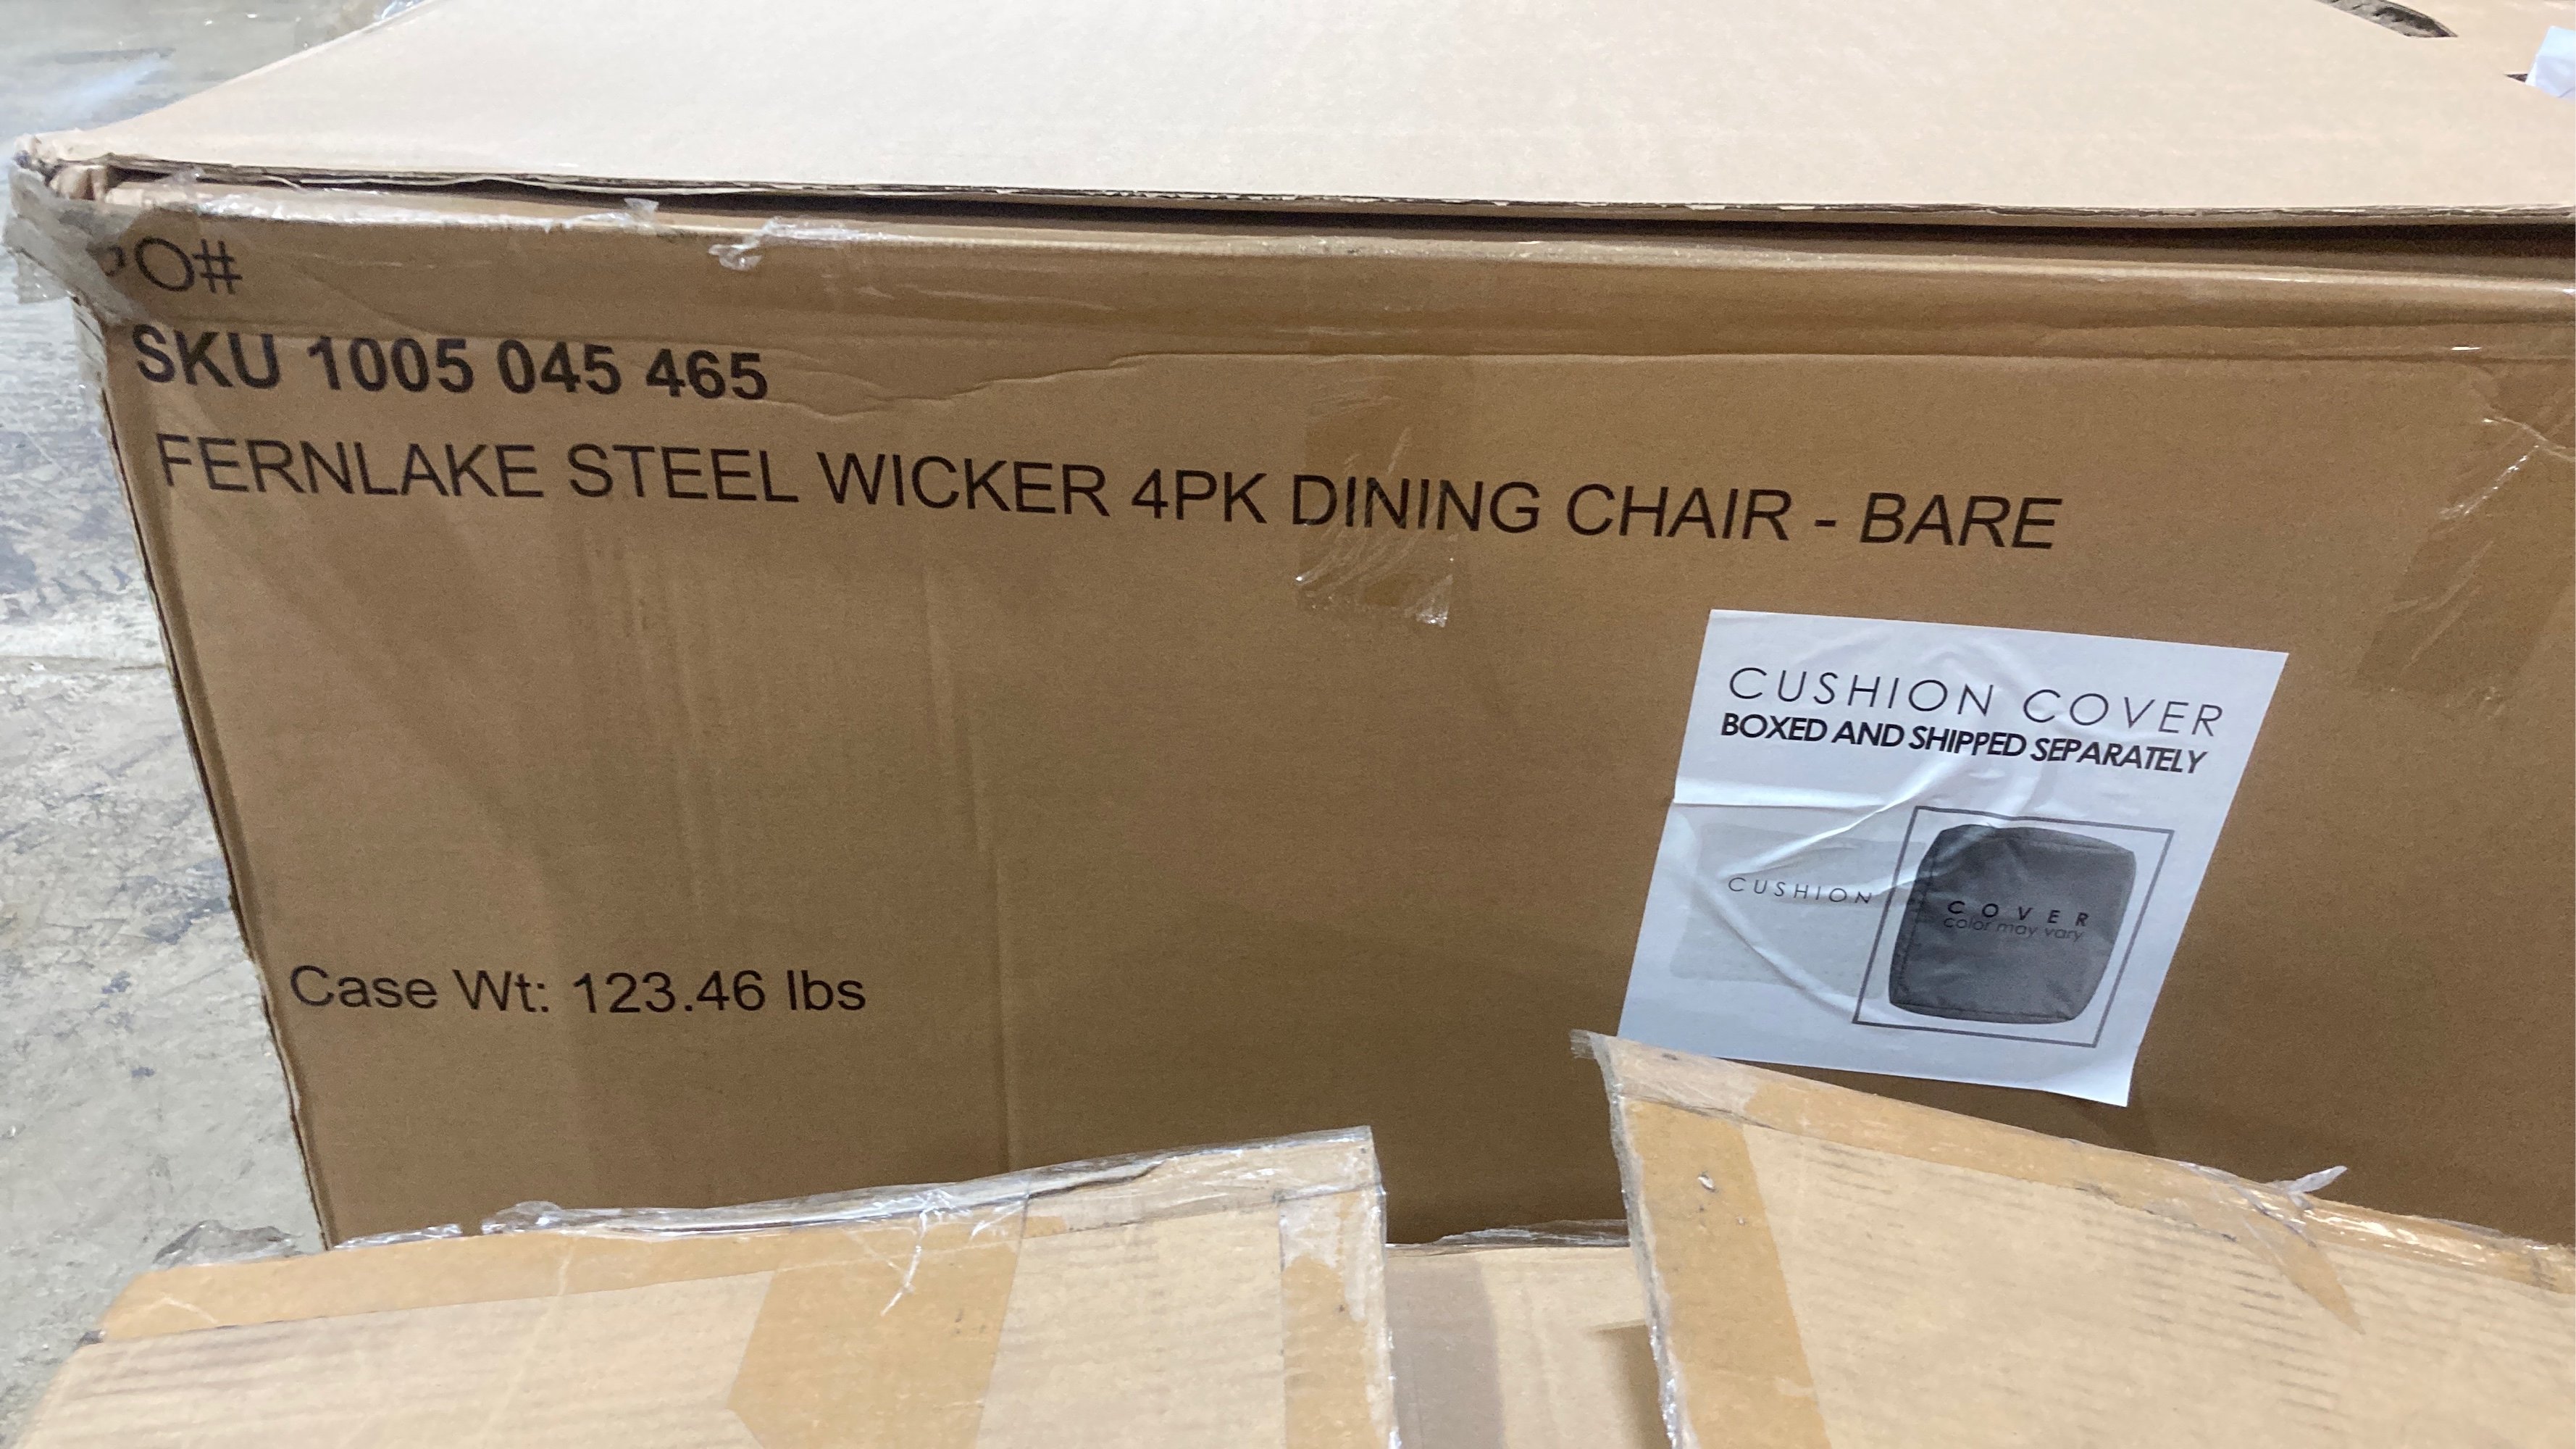 PO#
SKU 1005 045 465
FERNLAKE STEEL WICKER 4PK DINING CHAIR - BARE
CUSHION COVER
BOXED AND SHIPPED SEPARATELY
CUSHION
COVER
color may vary
Case Wt: 123.46 lbs